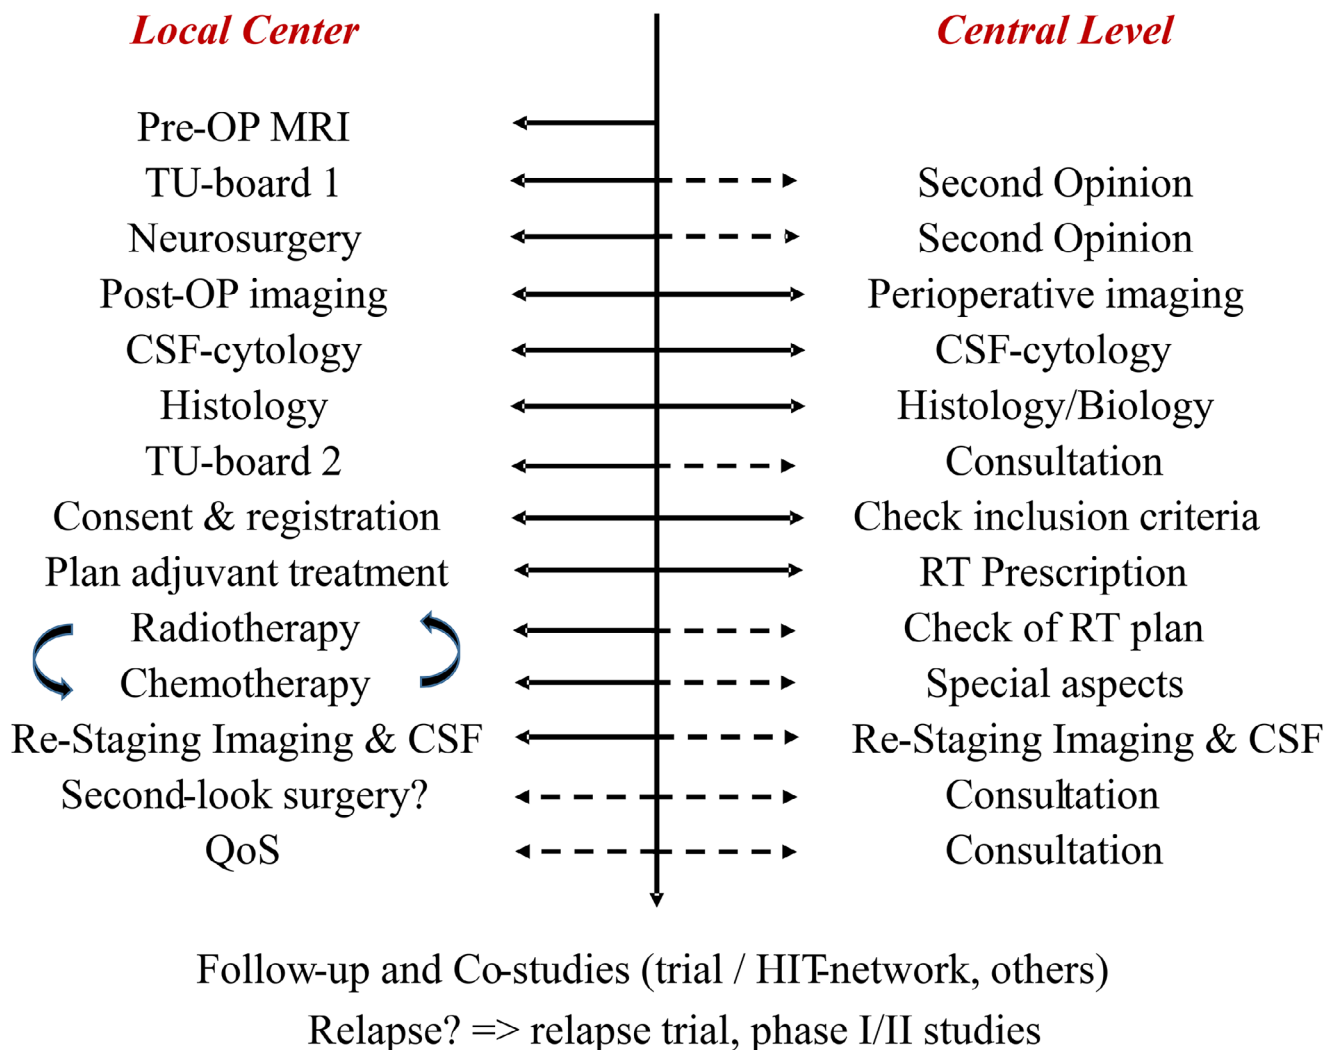 Local Center Central Level
Pre-OP MRI
TU-board 1 Second Opinion
Neurosurgery Second Opinion
Post-OP imaging Perioperative imaging
CSF-cytology CSF-cytology
Histology Histology/Biology
TU-board 2 Consultation
Consent & registration Check inclusion criteria
Plan adjuvant treatment RT Prescription
Radiotherapy Check of RT plan
Chemotherapy Special aspects
Re-Staging Imaging & CSF Re-Staging Imaging & CSF
Second-look surgery? Consultation
QoS Consultation
Follow-up and Co-studies (trial / HIT-network, others)
Relapse? => relapse trial, phase I/II studies